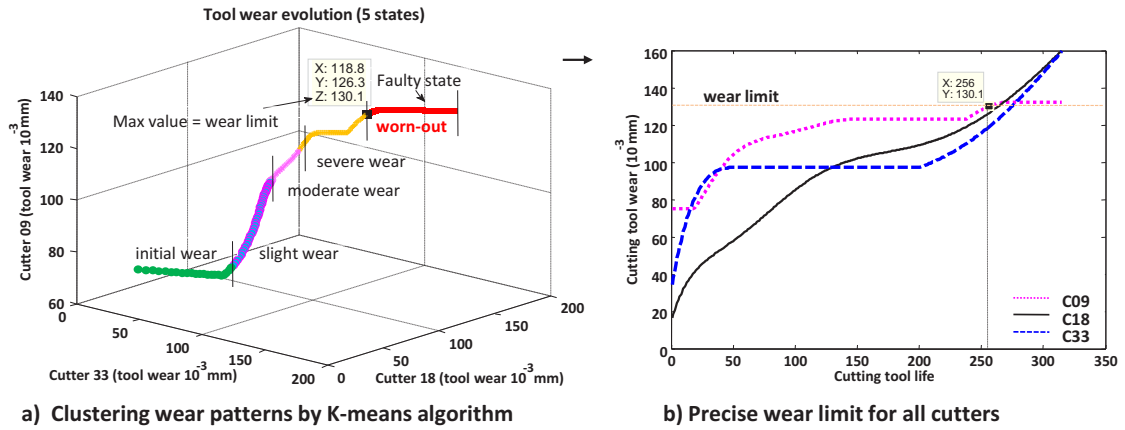 Tool wear evolution (5 states)
X: 118.8
Y: 126.3
Z: 130.1
Faulty state
Max value = wear limit
worn-out
severe wear
moderate wear
initial wear
slight wear
Cutter 09 (tool wear 10⁻³ mm)
140
120
100
80
60
0
50
100
150
200
Cutter 33 (tool wear 10⁻³ mm)
0
50
100
150
200
Cutter 18 (tool wear 10⁻³ mm)
a) Clustering wear patterns by K-means algorithm
160
140
120
100
80
60
40
20
0
Cutting tool wear (10⁻³ mm)
wear limit
X: 256
Y: 130.1
C09
C18
C33
0 50 100 150 200 250 300 350
Cutting tool life
b) Precise wear limit for all cutters